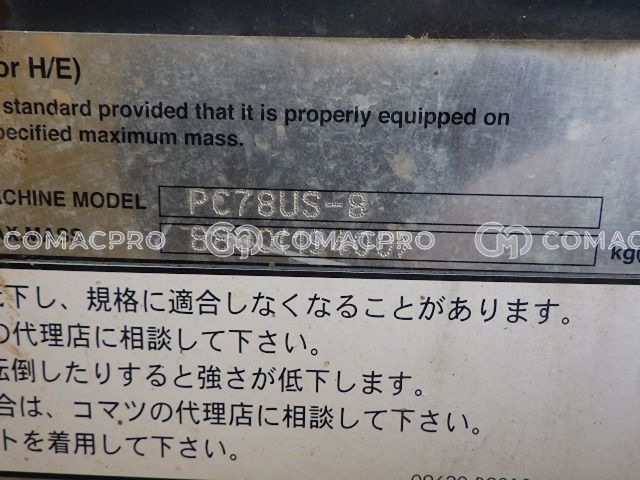 or H/E)
standard provided that it is properly equipped on
pecified maximum mass.
ACHINE MODEL PC78US-8
AX MASS
COMACPRO CM COMACPRO CM COMACPRO
下し、規格に適合しなくなることがあります。
の代理店に相談して下さい。
転倒したりすると強さが低下します。
合は、コマツの代理店に相談して下さい。
トを着用して下さい。